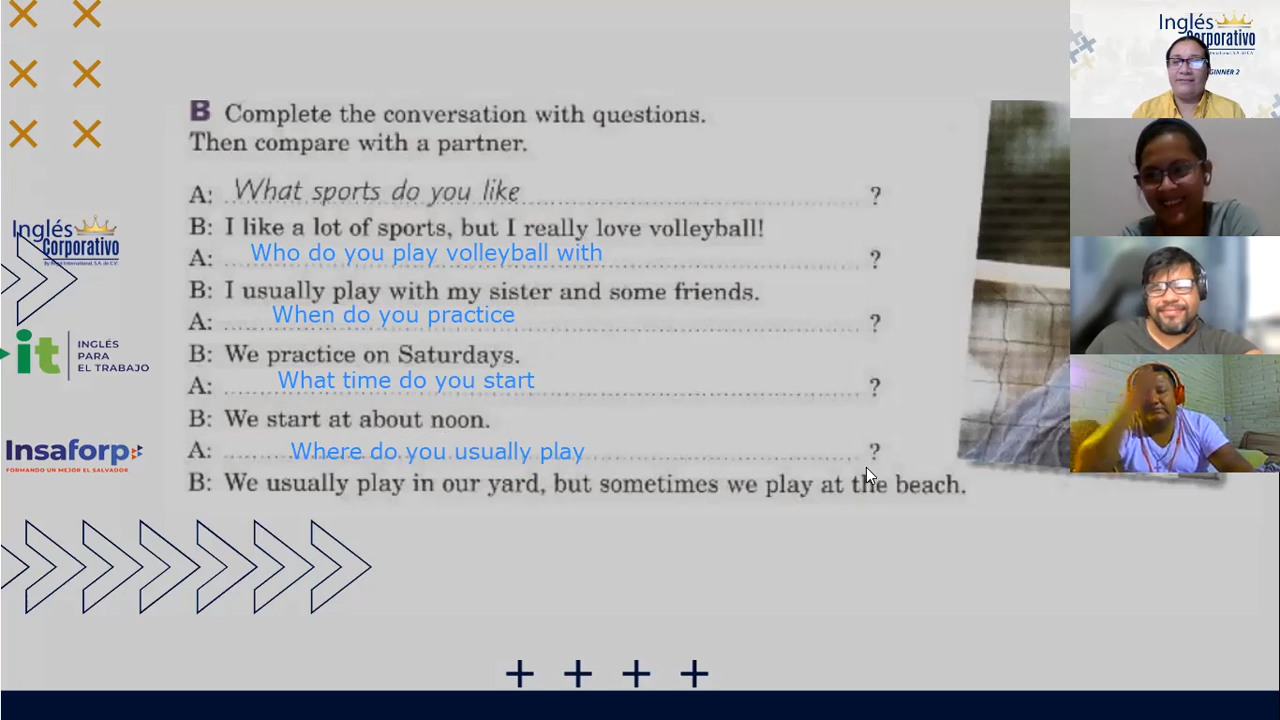 Inglés
Corporativo
GINNER 2
B Complete the conversation with questions.
Then compare with a partner.
A: What sports do you like ?
B: I like a lot of sports, but I really love volleyball!
A: Who do you play volleyball with ?
B: I usually play with my sister and some friends.
A: When do you practice ?
B: We practice on Saturdays.
A: What time do you start ?
B: We start at about noon.
A: Where do you usually play ?
B: We usually play in our yard, but sometimes we play at the beach.
Inglés
Corporativo
it INGLÉS
PARA
EL TRABAJO
Insaforp
FORMANDO UN MEJOR EL SALVADOR